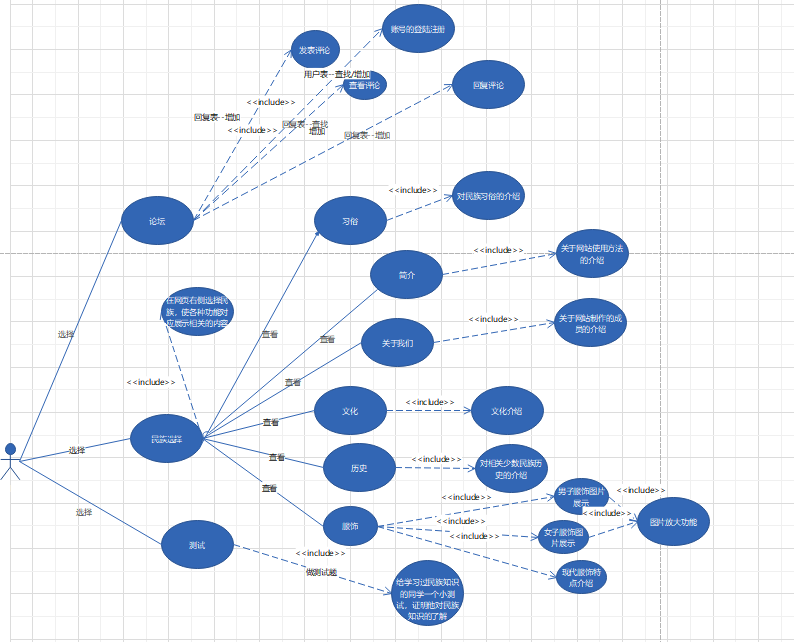 账号的登陆注册
发表评论
用户表--查找/增加
查看评论
回复评论
<<include>>
回复表--增加
<<include>>
回复表--查找
增加
回复表--增加
<<include>>
对民族习俗的介绍
论坛
习俗
<<include>>
关于网站使用方法
的介绍
简介
在网页右侧选择民
族，使各种功能对
应展示相关的内容
<<include>>
关于网站制作的成
员的介绍
选择
查看
查看
关于我们
<<include>>
查看
<<include>>
文化
文化介绍
查看
民族选择
选择
查看
<<include>>
历史
对相关少数民族历
史的介绍
查看
<<include>>
男子服饰图片
展示
<<include>>
选择
服饰
<<include>>
<<include>>
图片放大功能
<<include>>
女子服饰图
片展示
测试
<<include>>
做测试题
现代服饰特
点介绍
给学习过民族知识
的同学一个小测
试，证明他对民族
知识的了解